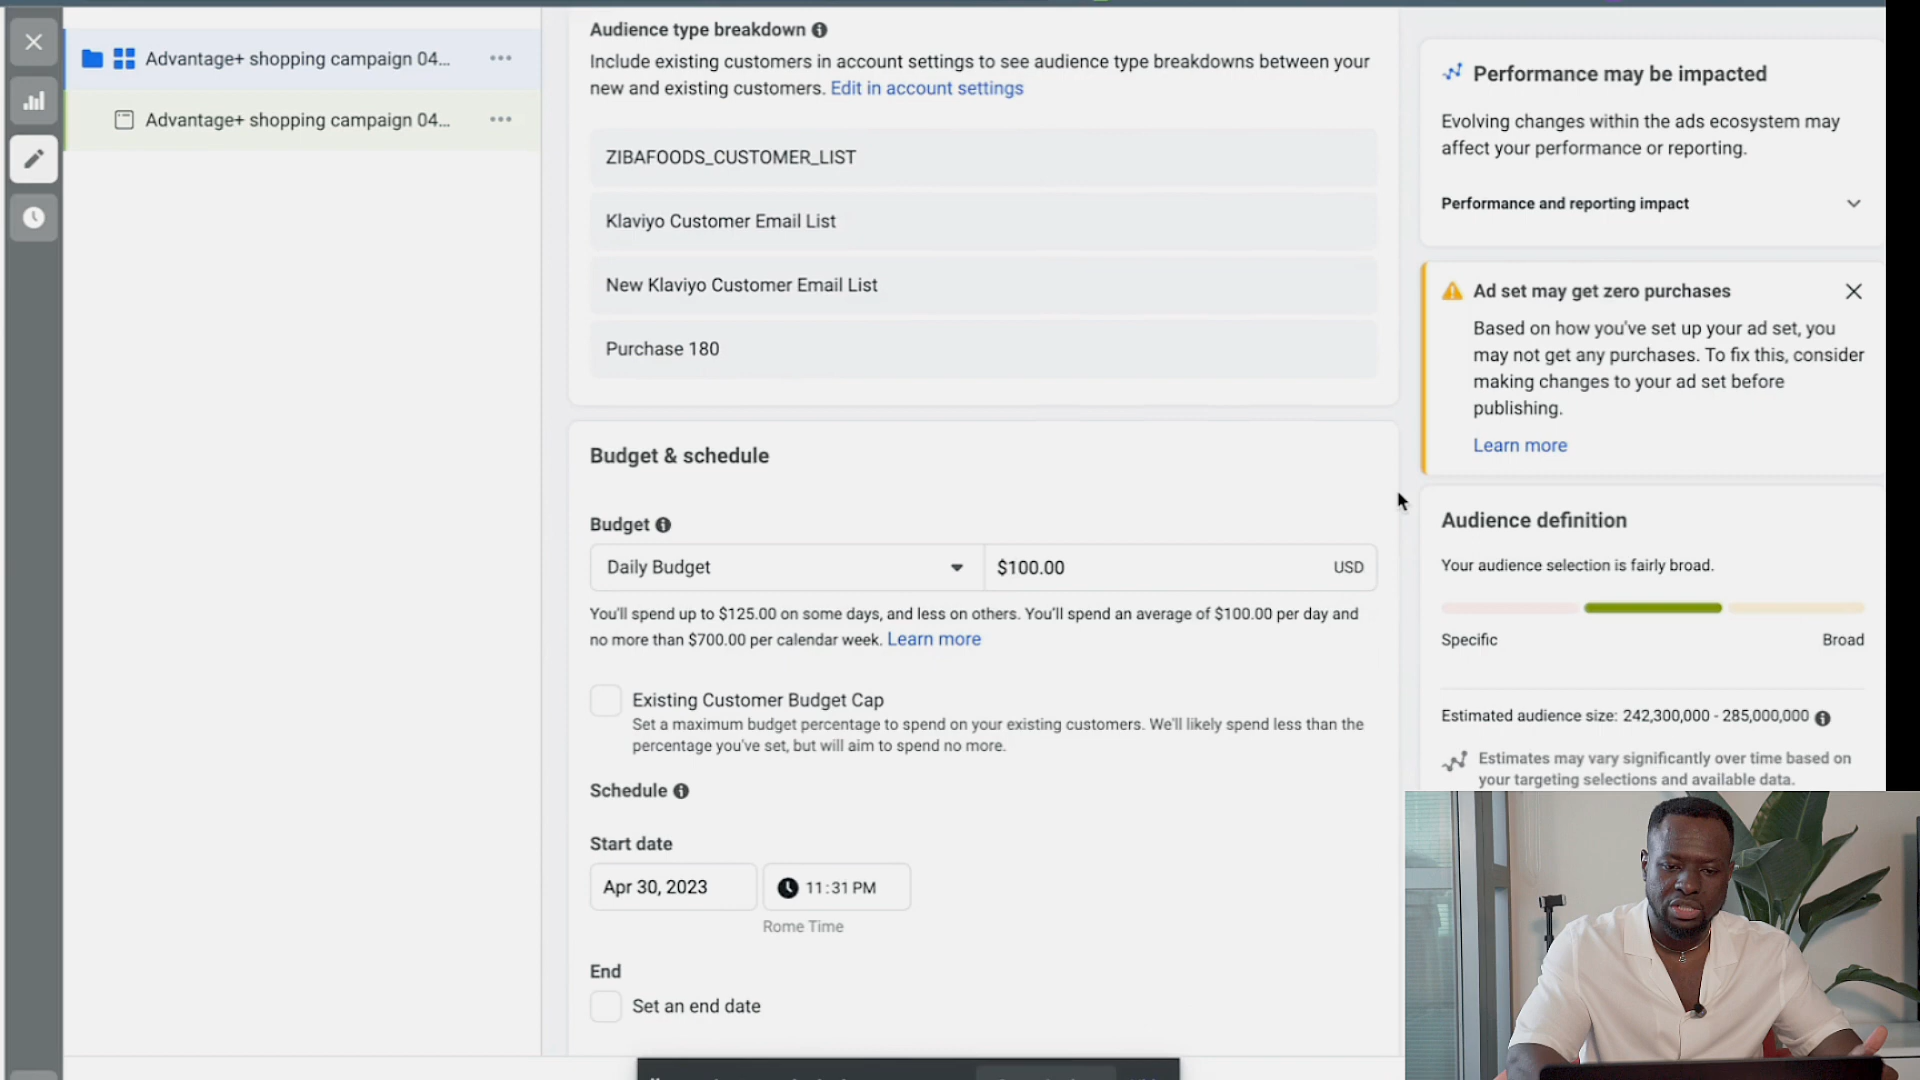 Advantage+ shopping campaign 04...
Advantage+ shopping campaign 04...
Audience type breakdown
Include existing customers in account settings to see audience type breakdowns between your
new and existing customers. Edit in account settings
ZIBAFOODS_CUSTOMER_LIST
Klaviyo Customer Email List
New Klaviyo Customer Email List
Purchase 180
Budget & schedule
Budget
Daily Budget
$100.00
USD
You'll spend up to $125.00 on some days, and less on others. You'll spend an average of $100.00 per day and
no more than $700.00 per calendar week. Learn more
Existing Customer Budget Cap
Set a maximum budget percentage to spend on your existing customers. We'll likely spend less than the
percentage you've set, but will aim to spend no more.
Schedule
Start date
Apr 30, 2023
11:31 PM
Rome Time
End
Set an end date
Performance may be impacted
Evolving changes within the ads ecosystem may
affect your performance or reporting.
Performance and reporting impact
Ad set may get zero purchases
Based on how you've set up your ad set, you
may not get any purchases. To fix this, consider
making changes to your ad set before
publishing.
Learn more
Audience definition
Your audience selection is fairly broad.
Specific
Broad
Estimated audience size: 242,300,000 - 285,000,000
Estimates may vary significantly over time based on
your targeting selections and available data.